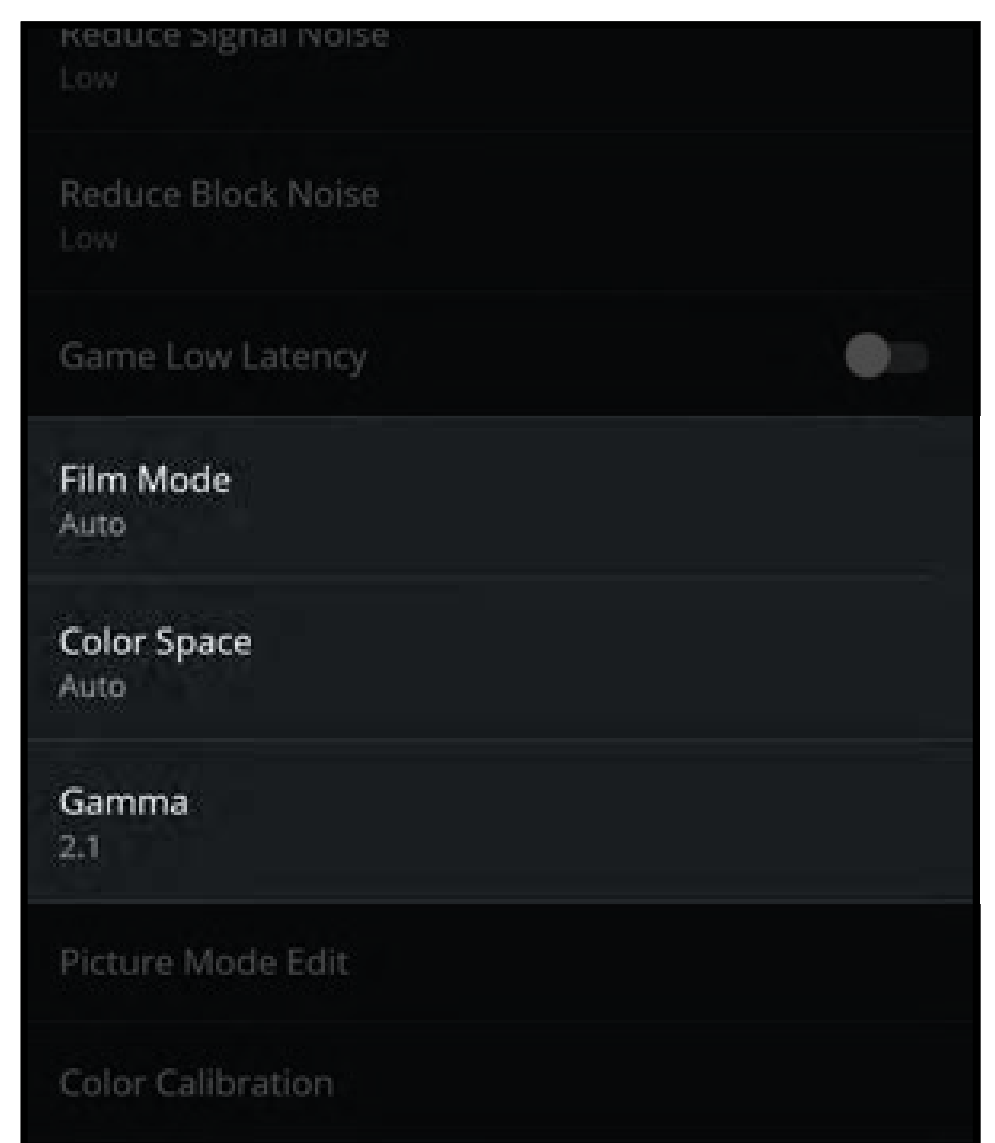 Reduce Signal Noise
Low
Reduce Block Noise
Low
Game Low Latency
Film Mode
Auto
Color Space
Auto
Gamma
2.1
Picture Mode Edit
Color Calibration